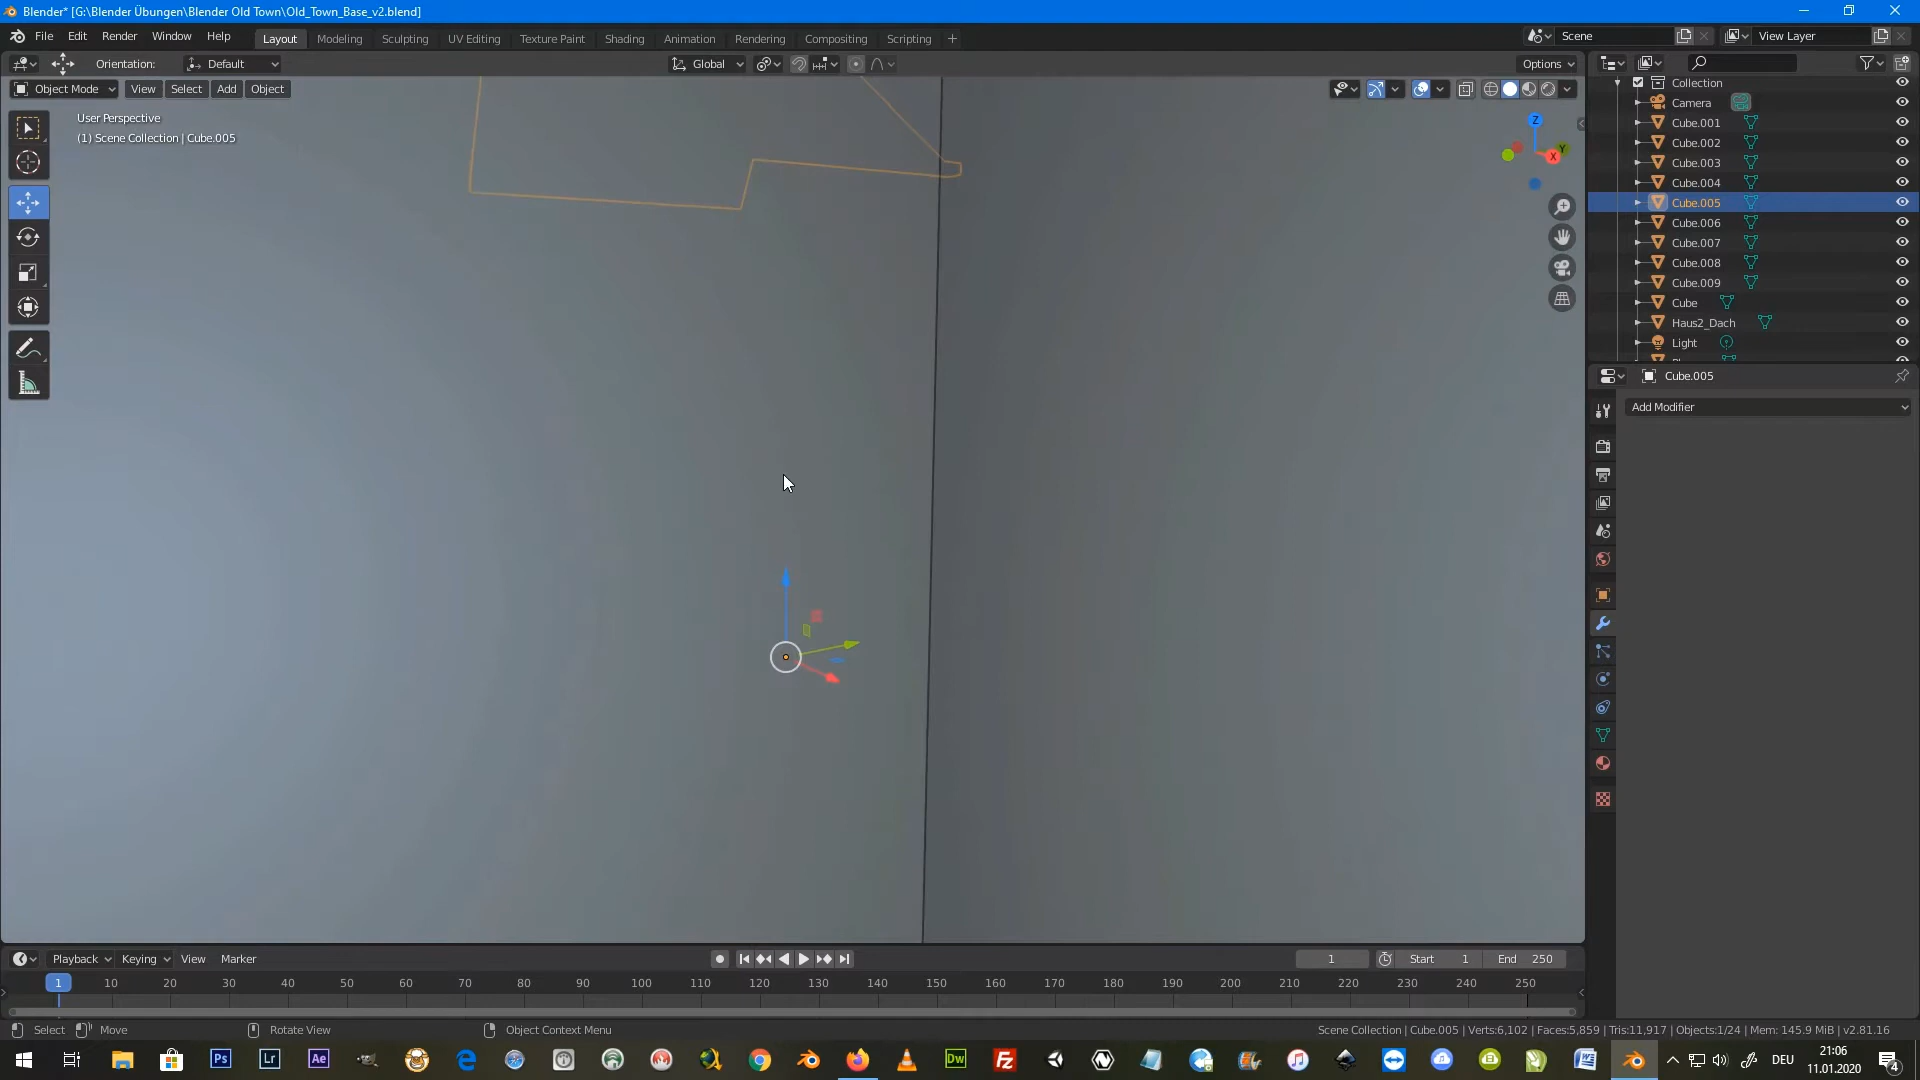 Blender* [G:\Blender Übungen\Blender Old Town\Old_Town_Base_v2.blend]
File Edit Render Window Help Layout Modeling Sculpting UV Editing Texture Paint Shading Animation Rendering Compositing Scripting + Scene View Layer
Orientation: Default Global Options
Object Mode View Select Add Object
User Perspective
(1) Scene Collection | Cube.005
Z
Y
X
Collection
Camera
Cube.001
Cube.002
Cube.003
Cube.004
Cube.005
Cube.006
Cube.007
Cube.008
Cube.009
Cube
Haus2_Dach
Light
Cube.005
Add Modifier
Playback Keying View Marker 1 Start 1 End 250
1 10 20 30 40 50 60 70 80 90 100 110 120 130 140 150 160 170 180 190 200 210 220 230 240 250
Select Move Rotate View Object Context Menu Scene Collection | Cube.005 | Verts:6,102 | Faces:5,859 | Tris:11,917 | Objects:1/24 | Mem: 145.9 MiB | v2.81.16
Ps Lr Ae Dw Fz W DEU 21:06
11.01.2020
4